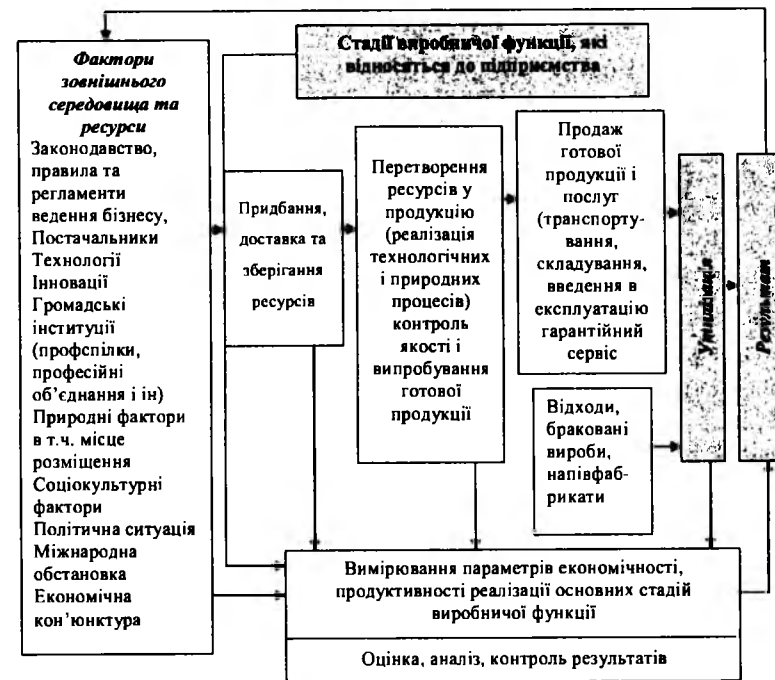 Фактори
зовнішнього
середовища та
ресурси
Законодавство,
правила та
регламенти
ведення бізнесу,
Постачальники
Технології
Інновації
Громадські
інституції
(профспілки,
професійні
об’єднання і ін)
Природні фактори
в т.ч. місце
розміщення
Соціокультурні
фактори
Політична ситуація
Міжнародна
обстановка
Економічна
кон’юнктура
Стадії виробничої функції, які
відносяться до підприємства
Придбання,
доставка та
зберігання
ресурсів
Перетворення
ресурсів у
продукцію
(реалізація
технологічних
і природних
процесів)
контроль
якості і
випробування
готової
продукції
Продаж
готової
продукції і
послуг
(транспорту-
вання,
складування,
введення в
експлуатацію
гарантійний
сервіс
Відходи,
браковані
вироби,
напівфаб-
рикати
Утилізація
Результат
Вимірювання параметрів економічності,
продуктивності реалізації основних стадій
виробничої функції
Оцінка, аналіз, контроль результатів